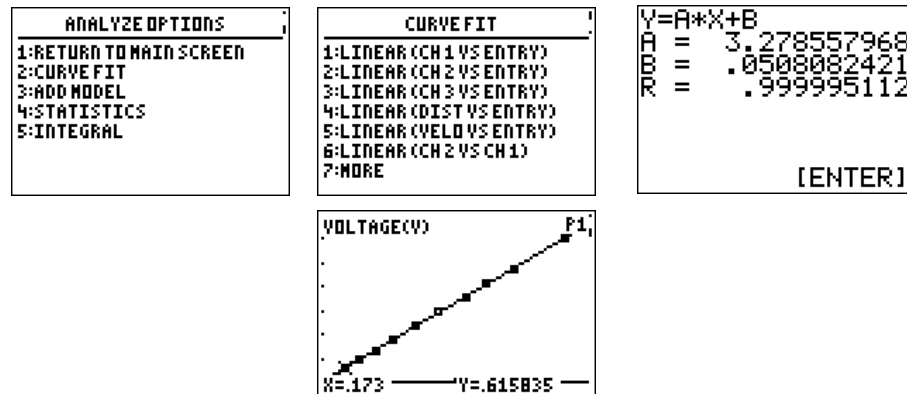 ANALYZE OPTIONS
1:RETURN TO MAIN SCREEN
2:CURVE FIT
3:ADD MODEL
4:STATISTICS
5:INTEGRAL
CURVE FIT
1:LINEAR (CH 1 VS ENTRY)
2:LINEAR (CH 2 VS ENTRY)
3:LINEAR (CH 3 VS ENTRY)
4:LINEAR (DIST VS ENTRY)
5:LINEAR (VELO VS ENTRY)
6:LINEAR (CH 2 VS CH 1)
7:MORE
Y=A*X+B
A = 3.278557968
B = .0508082421
R = .999995112
[ENTER]
VOLTAGE(V) P1
X=.173 Y=.615835